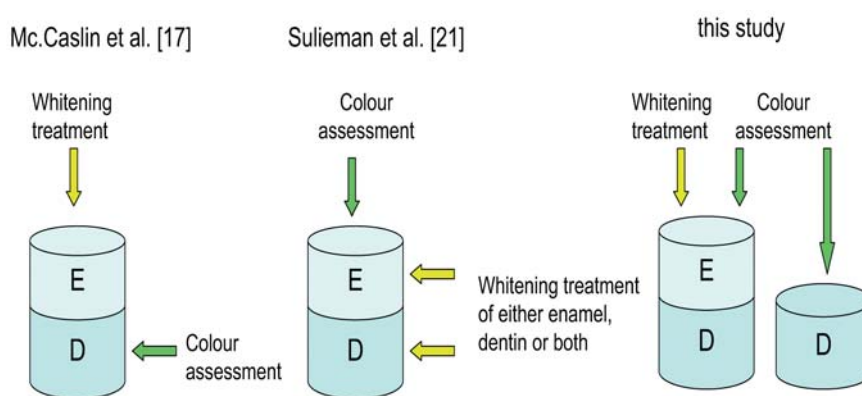 Mc.Caslin et al. [17]
Whitening
treatment
E
D
Colour
assessment
Sulieman et al. [21]
Colour
assessment
E
D
Whitening treatment
of either enamel,
dentin or both
this study
Whitening
treatment
Colour
assessment
E
D
D